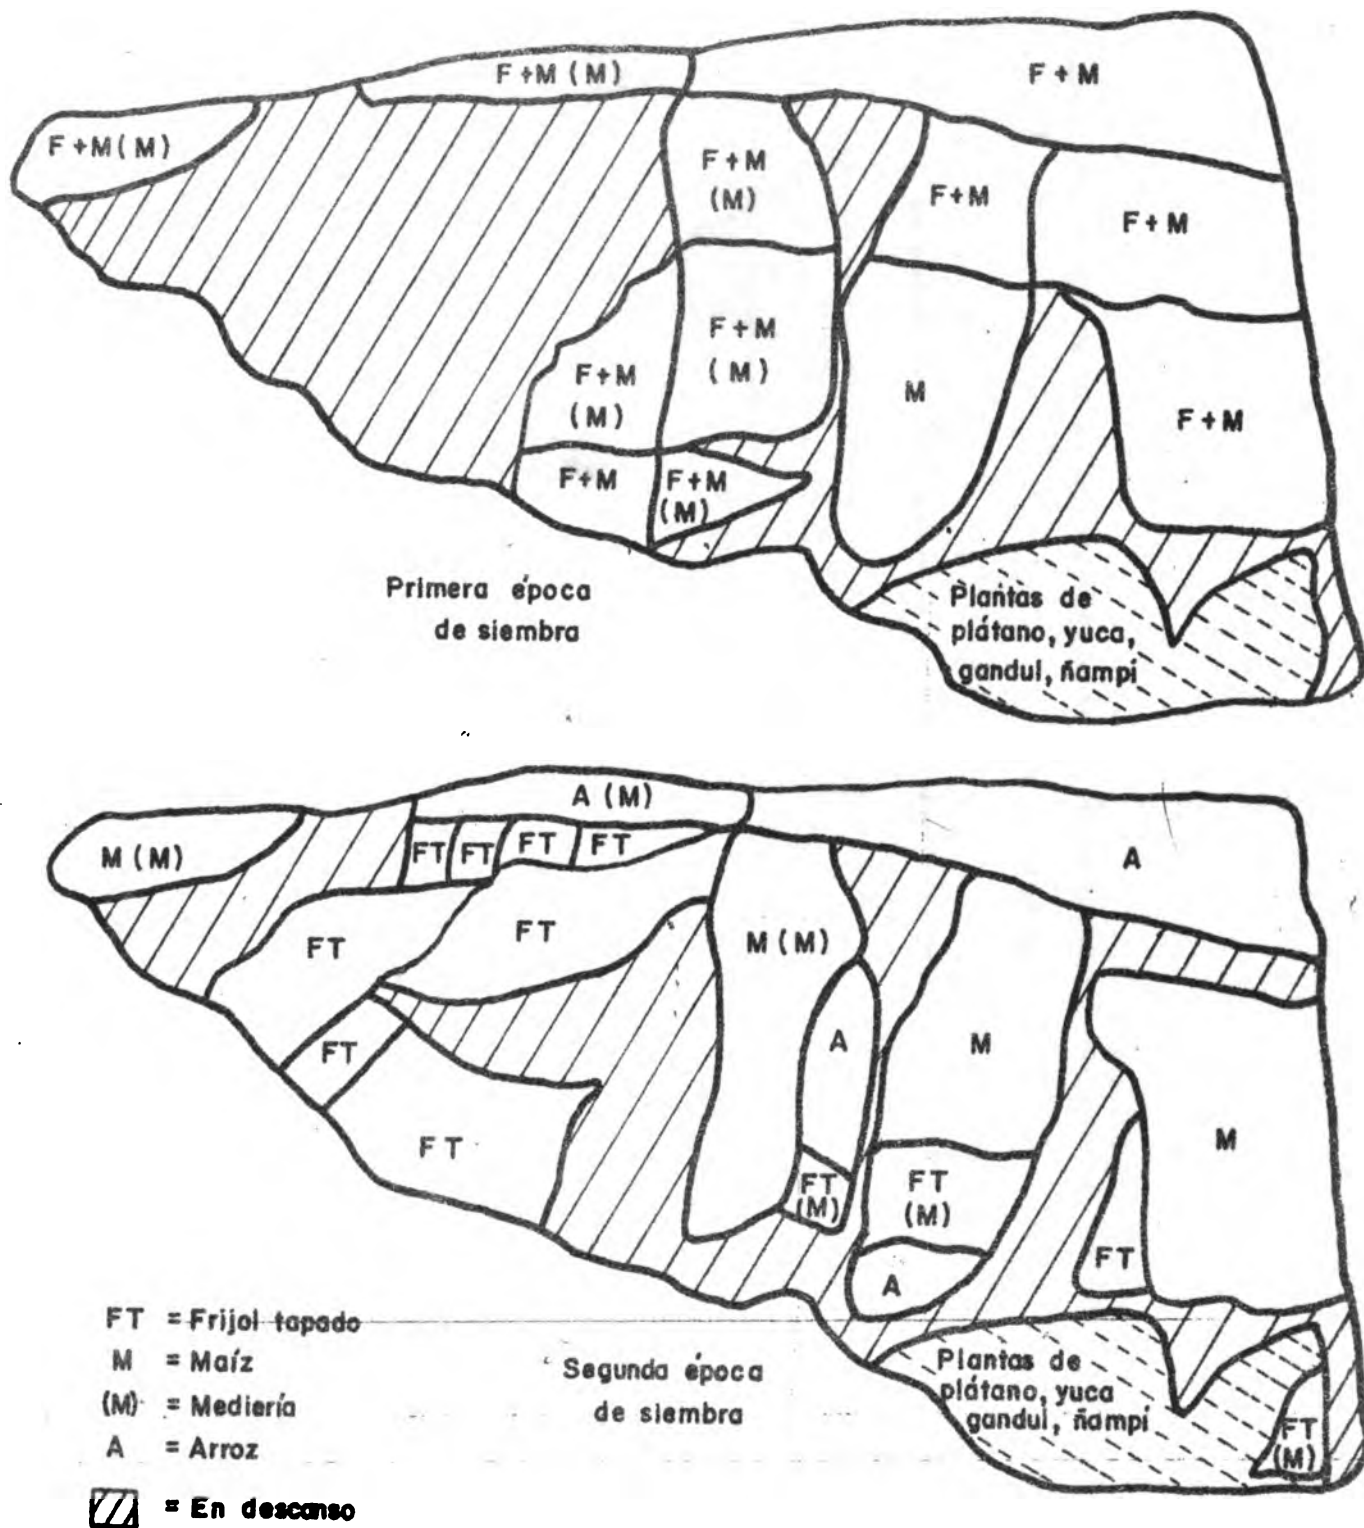 F+M (M)
F+M
F+M (M)
F+M
(M)
F+M
F+M
F+M
(M)
F+M
(M)
M
F+M
F+M
F+M
(M)
Primera época
de siembra
Plantas de
plátano, yuca,
gandul, ñampí
A (M)
M (M)
FT
FT
FT
FT
A
FT
FT
M (M)
A
M
FT
M
FT
FT
(M)
FT
(M)
FT
A
FT = Frijol tapado
M = Maíz
(M) = Mediería
A = Arroz
= En descanso
Segunda época
de siembra
Plantas de
plátano, yuca
gandul, ñampí
FT
(M)